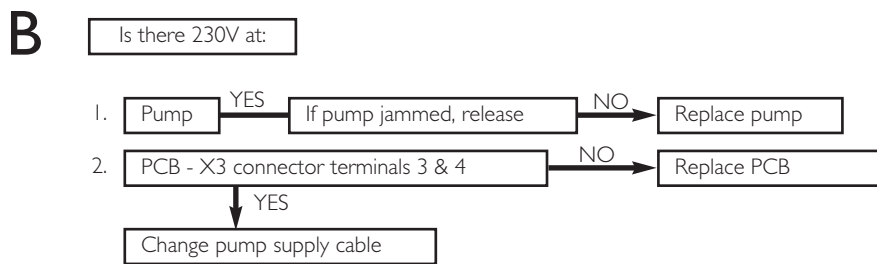 B
Is there 230V at:
1. Pump YES If pump jammed, release NO Replace pump
2. PCB - X3 connector terminals 3 & 4 NO Replace PCB
YES
Change pump supply cable